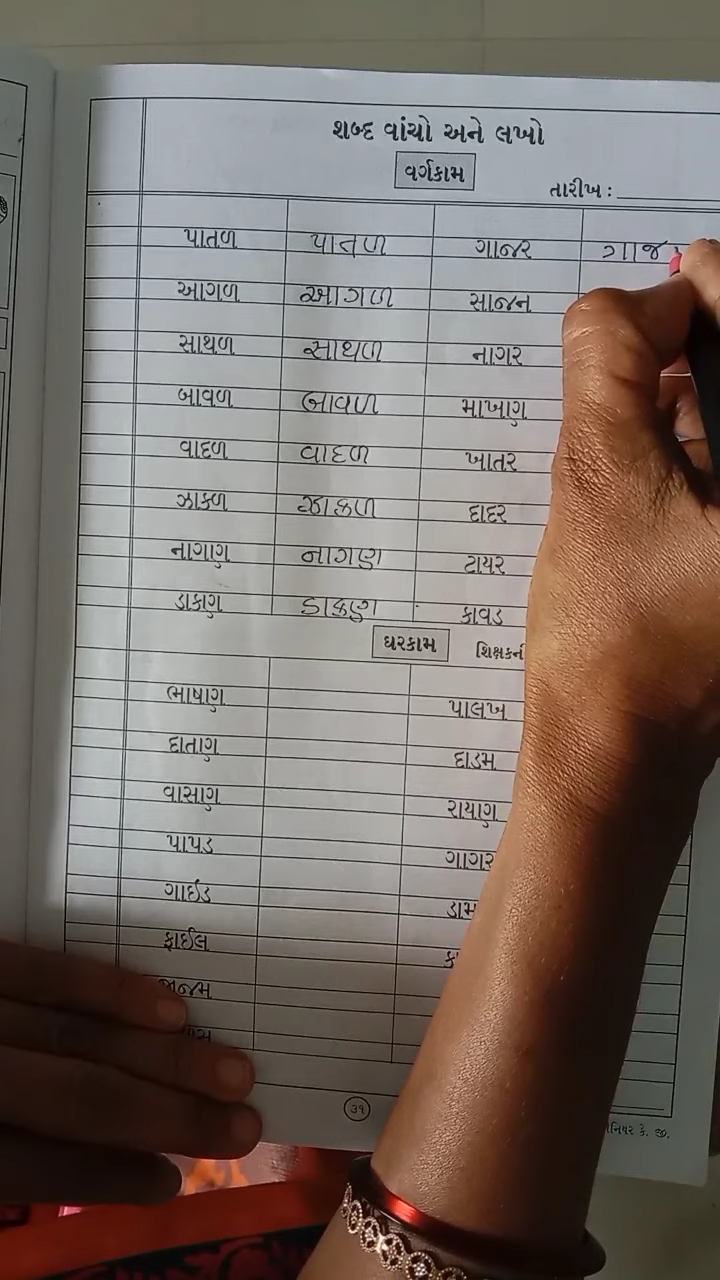 શબ્દ વાંચો અને લખો
વર્ગકામ
તારીખ :
પાતળ પાતળ ગાજર ગાજ
આગળ આગળ સાજન
સાથળ સાથળ નાગર
બાવળ બાવળ માખણ
વાદળ વાદળ ખાતર
ઝાકળ ઝાકળ દાદર
નાગણ નાગણ ટાયર
ડાકણ ડાકણ કાવડ
ઘરકામ શિક્ષકની
ભાષણ પાલખ
દાતણ દાડમ
વાસણ રાયણ
પાપડ ગાગર
ગાઈડ ડામ
ફાઈલ
૩૧
કે. જી.